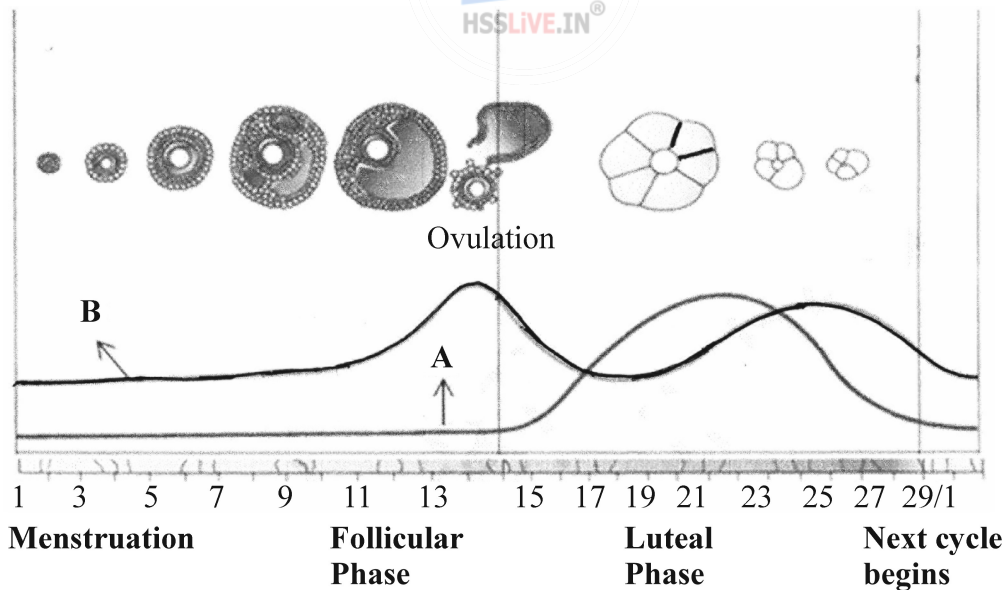 HSSLiVE.IN®
Ovulation
B
A
1 3 5 7 9 11 13 15 17 19 21 23 25 27 29/1
Menstruation Follicular Phase Luteal Phase Next cycle begins